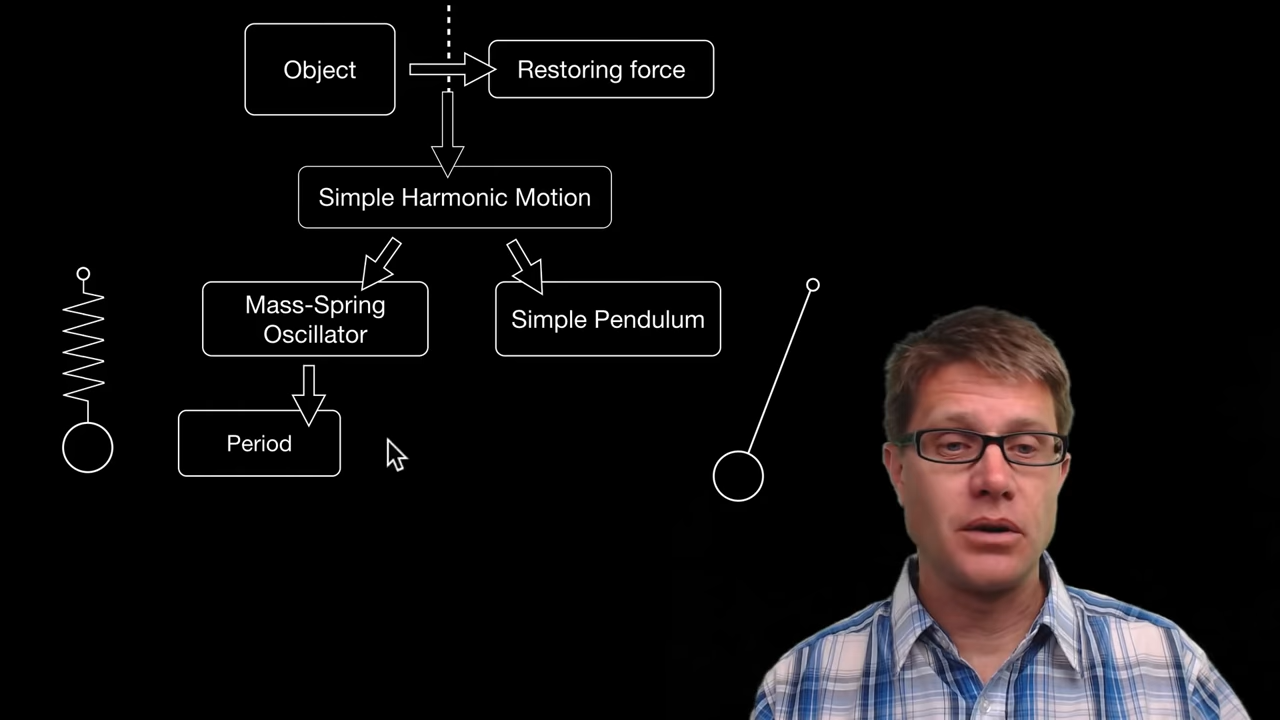 Object
Restoring force
Simple Harmonic Motion
Mass-Spring
Oscillator
Simple Pendulum
Period